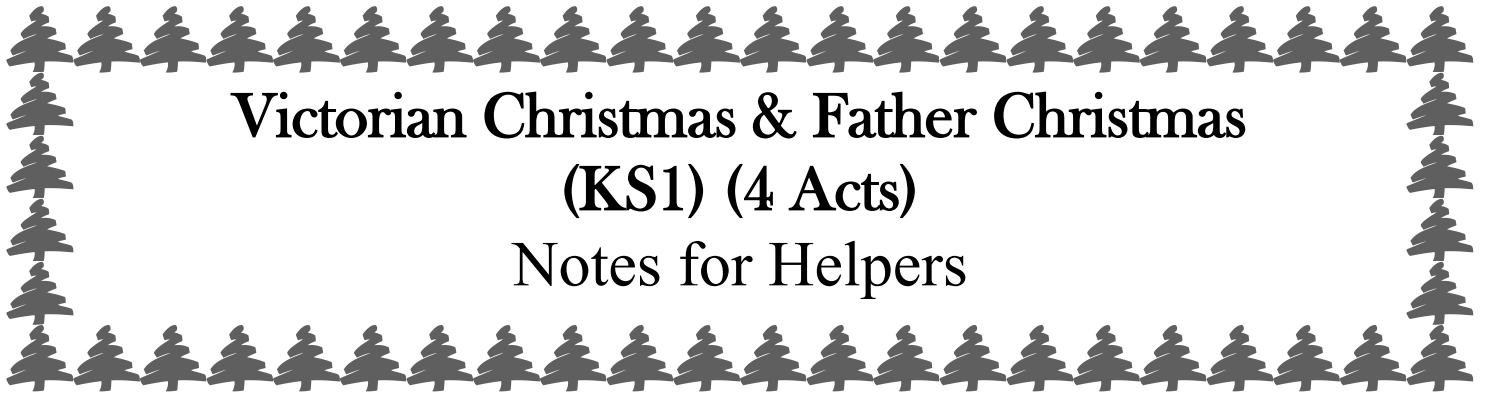 Victorian Christmas & Father Christmas
(KS1) (4 Acts)
Notes for Helpers